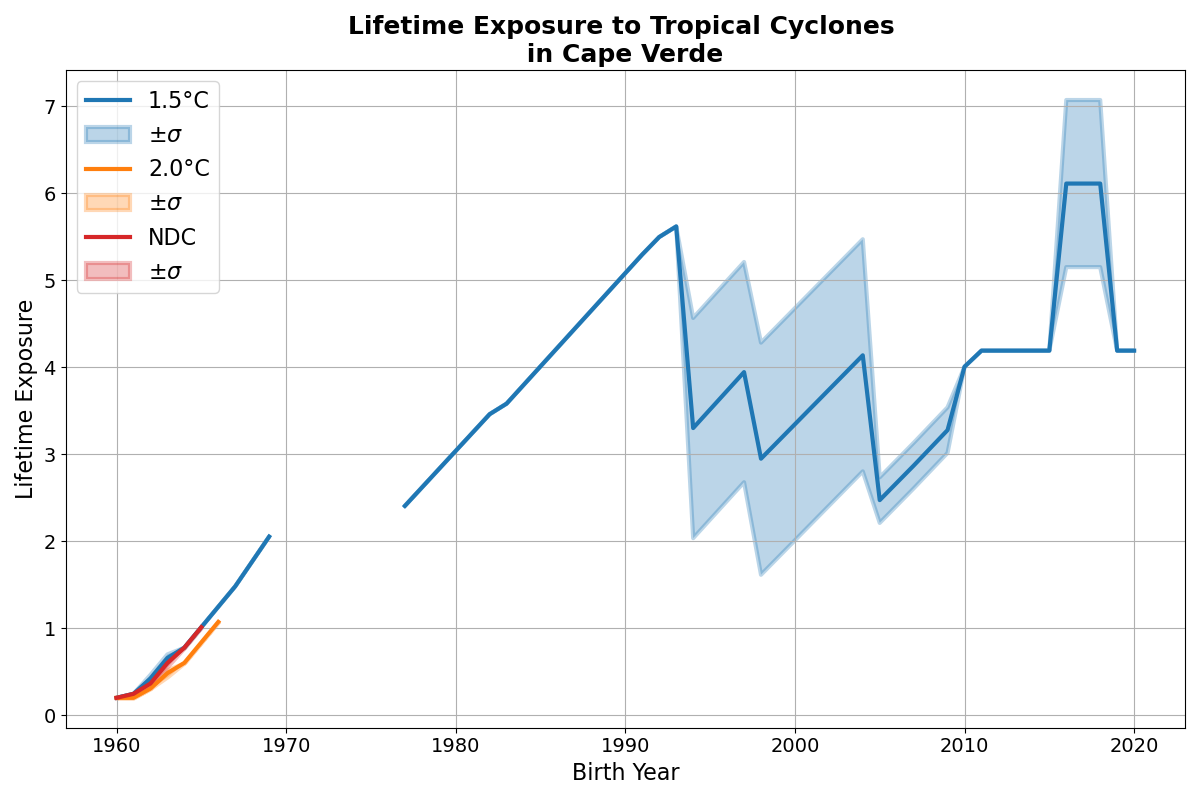 Lifetime Exposure to Tropical Cyclones
in Cape Verde
1.5°C
±σ
2.0°C
±σ
NDC
±σ
Lifetime Exposure
7
6
5
4
3
2
1
0
1960 1970 1980 1990 2000 2010 2020
Birth Year